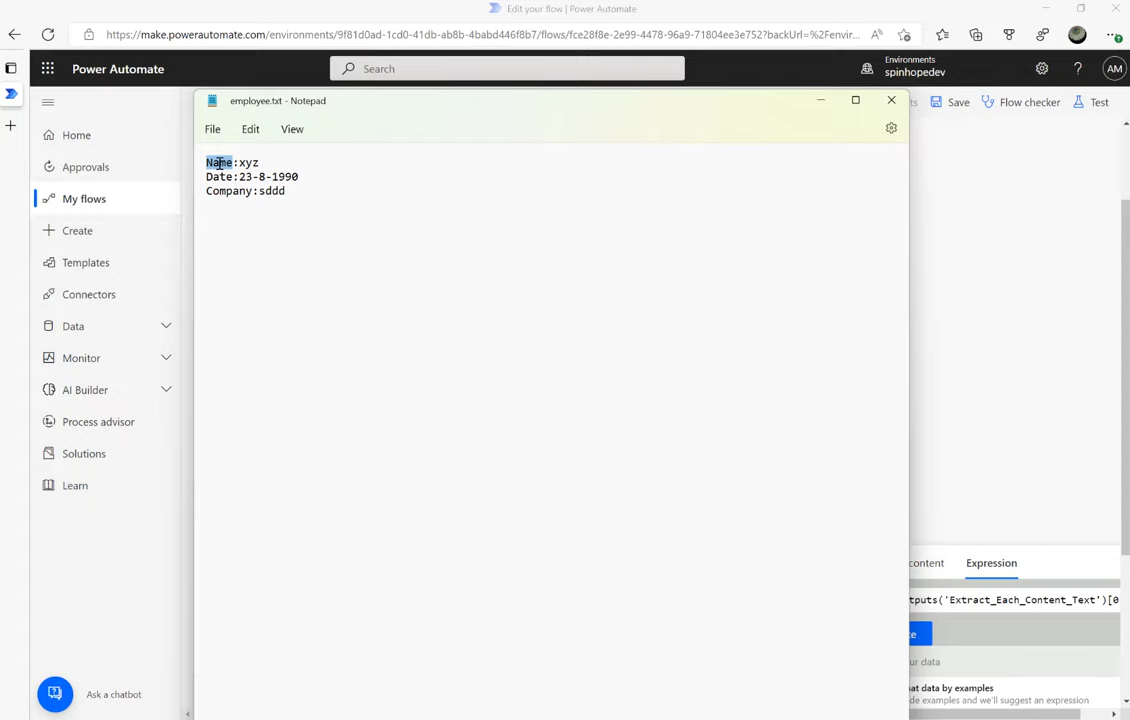 Edit your flow | Power Automate
https://make.powerautomate.com/environments/9f81d0ad-1cd0-41db-ab8b-4babd446f8b7/flows/fce28f8e-2e99-4478-96a9-71804ee3e752?backUrl=%2Fenvir...
Power Automate
Search
Environments
spinhopedev
AM
employee.txt - Notepad
Save
Flow checker
Test
File
Edit
View
Home
Approvals
My flows
Create
Templates
Connectors
Data
Monitor
AI Builder
Process advisor
Solutions
Learn
Name:xyz
Date:23-8-1990
Company:sddd
content
Expression
tputs('Extract_Each_Content_Text')[0
ur data
at data by examples
de examples and we'll suggest an expression
Ask a chatbot